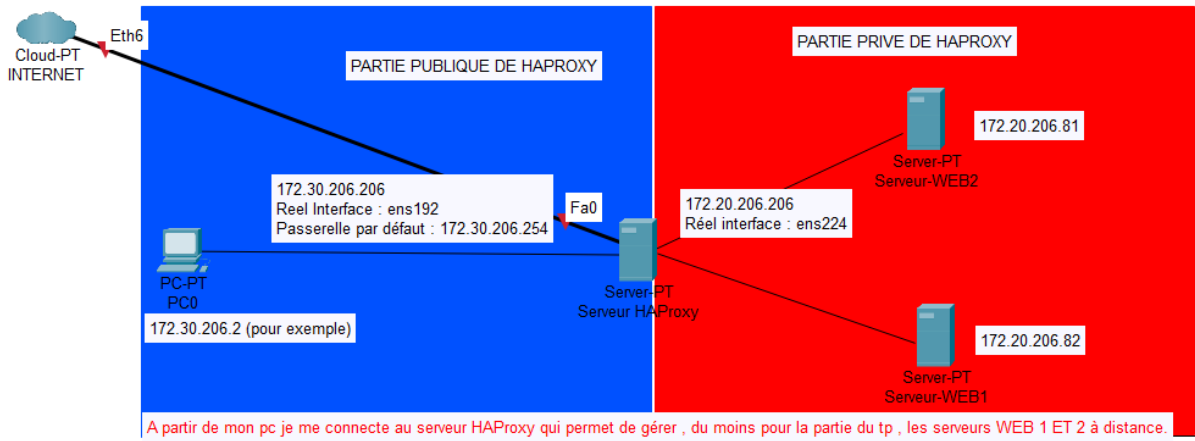 Eth6
Cloud-PT
INTERNET
PARTIE PUBLIQUE DE HAPROXY
PARTIE PRIVE DE HAPROXY
172.20.206.81
Server-PT
Serveur-WEB2
172.30.206.206
Reel Interface : ens192
Passerelle par défaut : 172.30.206.254
Fa0
172.20.206.206
Réel interface : ens224
PC-PT
PC0
172.30.206.2 (pour exemple)
Server-PT
Serveur HAProxy
172.20.206.82
Server-PT
Serveur-WEB1
A partir de mon pc je me connecte au serveur HAProxy qui permet de gérer , du moins pour la partie du tp , les serveurs WEB 1 ET 2 à distance.